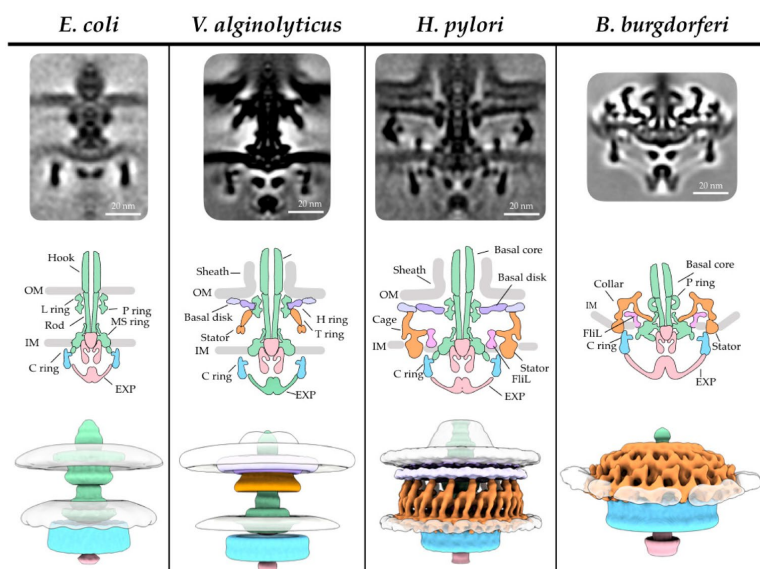 E. coli
V. alginolyticus
H. pylori
B. burgdorferi
20 nm
20 nm
20 nm
20 nm
Hook
OM
L ring
P ring
Rod
MS ring
IM
C ring
EXP
Sheath
OM
Basal disk
H ring
T ring
Stator
IM
C ring
EXP
Basal core
Sheath
Basal disk
OM
Cage
IM
C ring
Stator
FliL
EXP
Basal core
P ring
Collar
IM
FliL
C ring
Stator
EXP